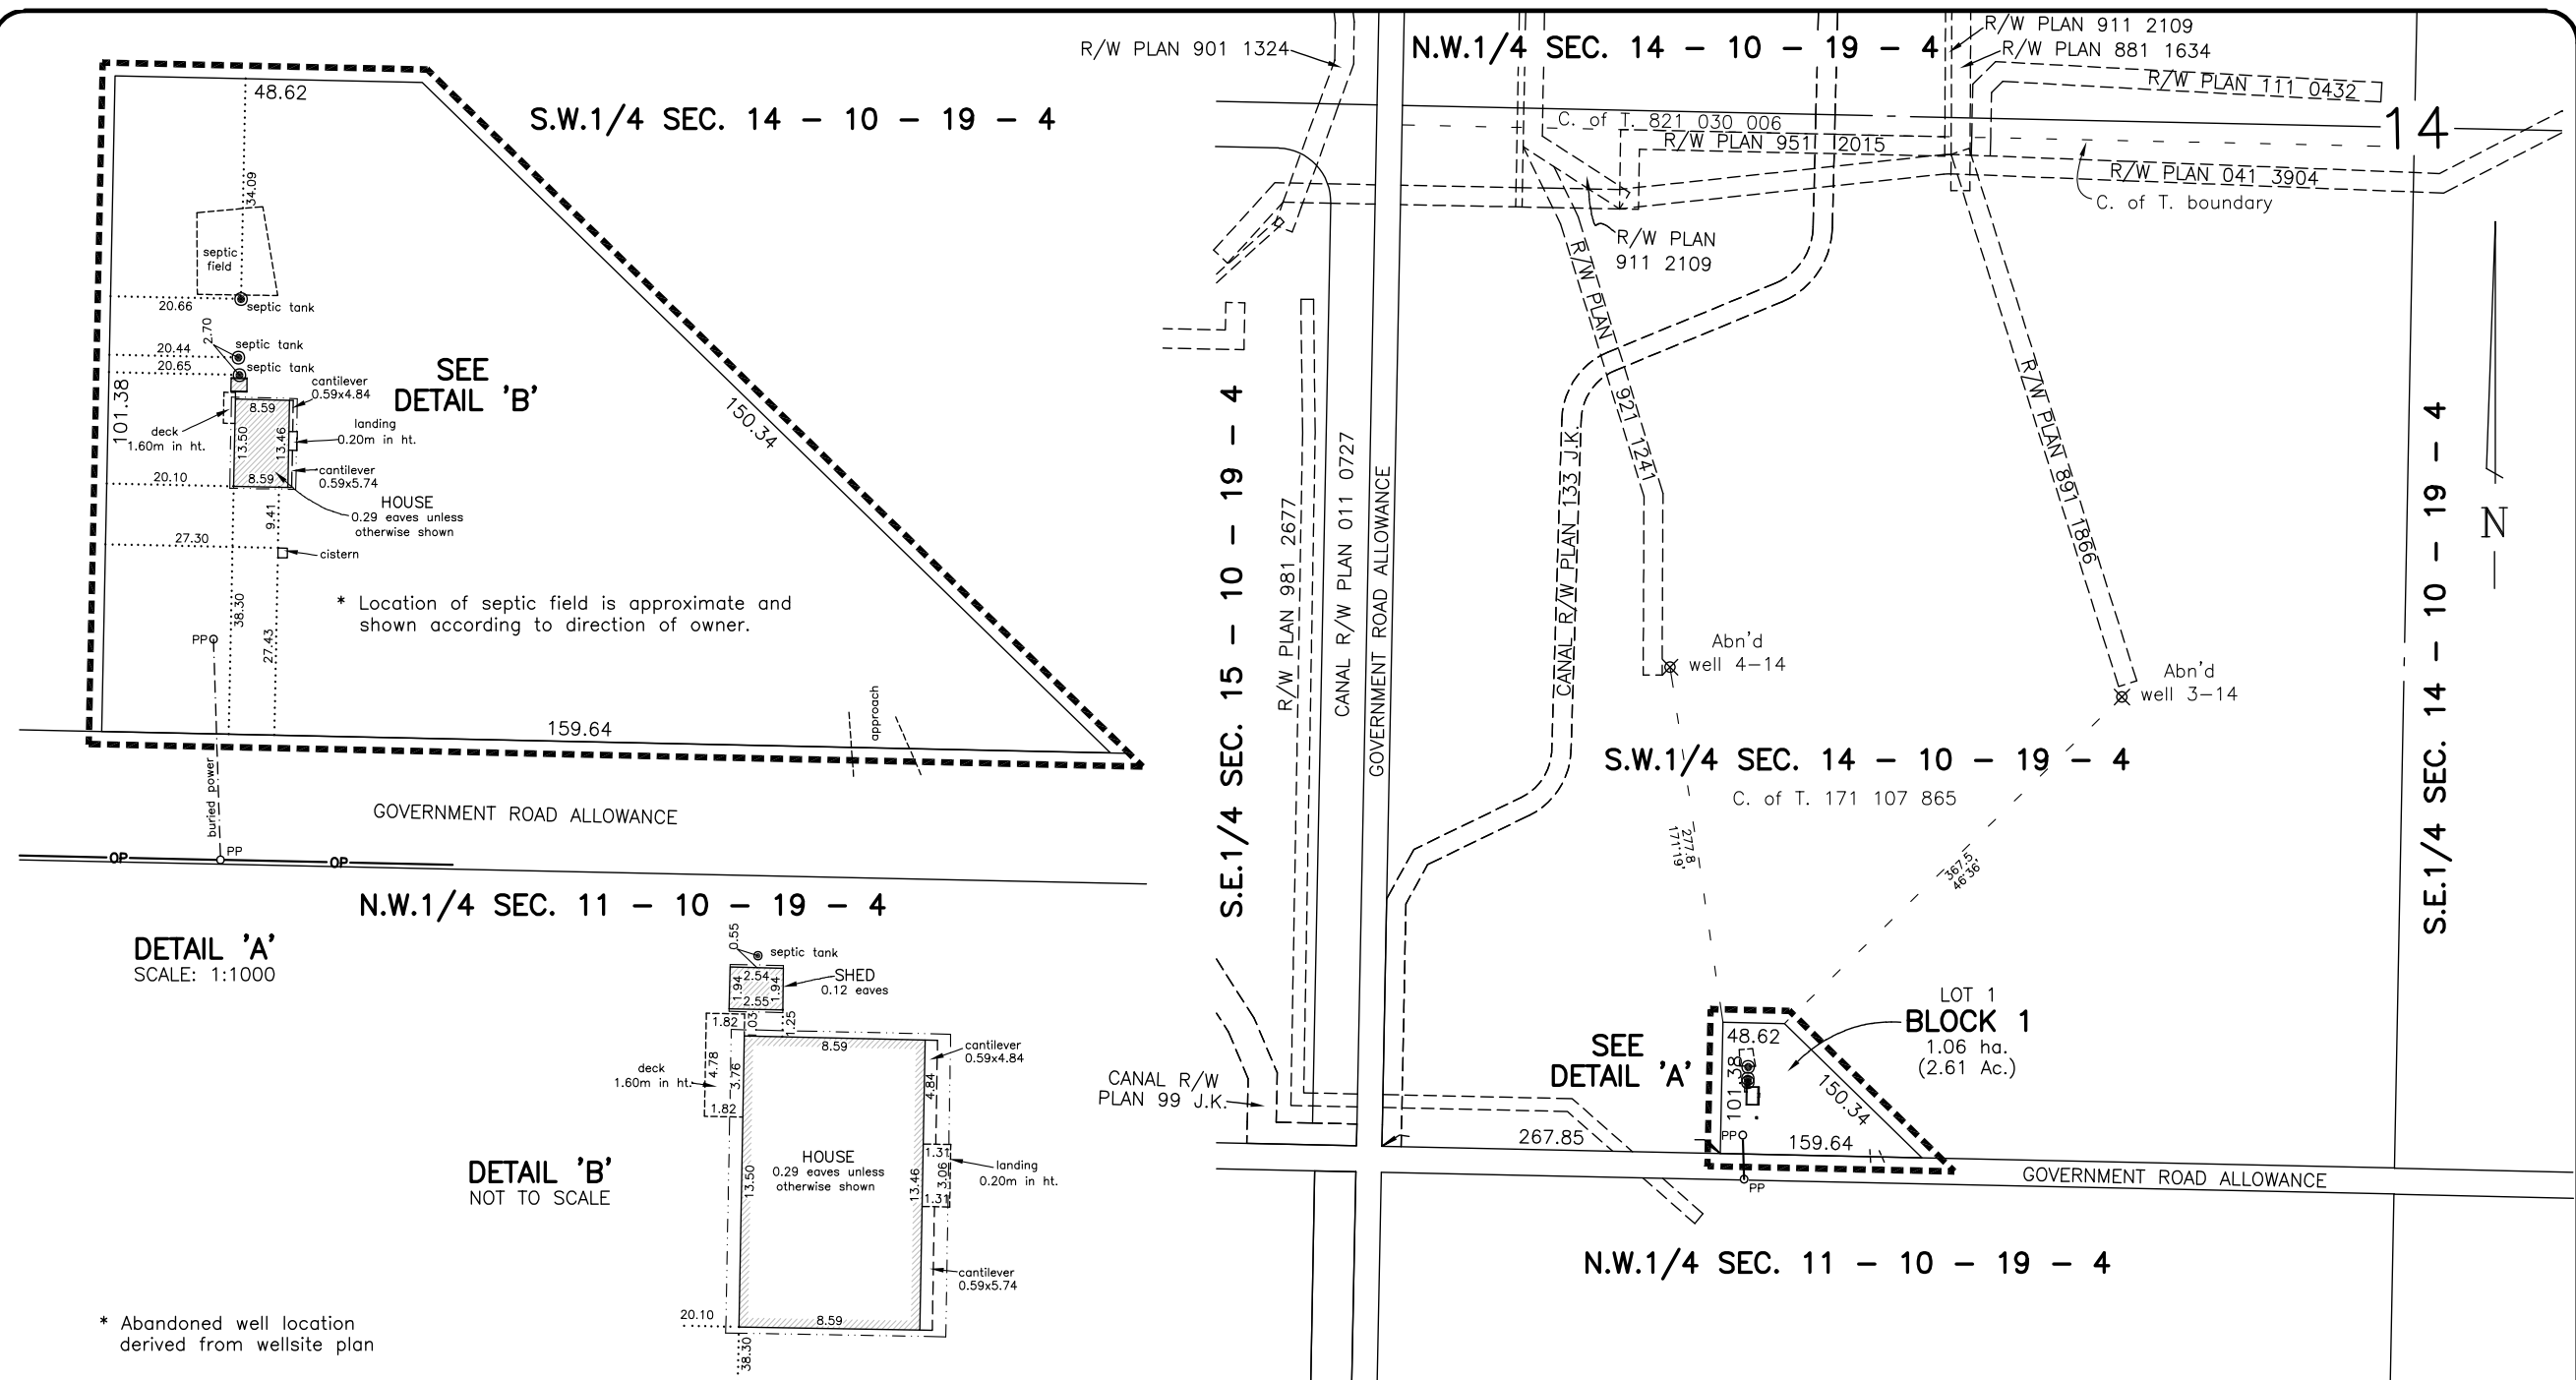 48.62
S.W.1/4 SEC. 14 - 10 - 19 - 4
34.09
septic
field
septic tank
20.66
2.70
septic tank
20.44
septic tank
20.65
101.38
SEE
DETAIL 'B'
cantilever
0.59x4.84
8.59
deck
1.60m in ht.
landing
0.20m in ht.
13.50
13.46
cantilever
0.59x5.74
20.10
8.59
HOUSE
0.29 eaves unless
otherwise shown
9.41
27.30
cistern
150.34
* Location of septic field is approximate and
shown according to direction of owner.
38.30
27.43
PP
159.64
approach
buried power
GOVERNMENT ROAD ALLOWANCE
OP
PP
OP
N.W.1/4 SEC. 11 - 10 - 19 - 4
DETAIL 'A'
SCALE: 1:1000
0.55
septic tank
2.54
SHED
0.12 eaves
1.94
1.94
2.55
1.82
1.03
1.25
8.59
cantilever
0.59x4.84
deck
1.60m in ht.
4.78
3.76
4.84
1.82
DETAIL 'B'
NOT TO SCALE
HOUSE
0.29 eaves unless
otherwise shown
13.50
13.46
1.31
3.06
1.31
landing
0.20m in ht.
cantilever
0.59x5.74
20.10
8.59
38.30
* Abandoned well location
derived from wellsite plan
R/W PLAN 901 1324
N.W.1/4 SEC. 14 - 10 - 19 - 4
R/W PLAN 911 2109
R/W PLAN 881 1634
R/W PLAN 111 0432
14
C. of T. 821 030 006
R/W PLAN 951 2015
R/W PLAN 041 3904
C. of T. boundary
R/W PLAN
911 2109
R/W PLAN 921 1241
R/W PLAN 891 1866
N
S.E.1/4 SEC. 15 - 10 - 19 - 4
R/W PLAN 981 2677
CANAL R/W PLAN 011 0727
GOVERNMENT ROAD ALLOWANCE
CANAL R/W PLAN 133 J.K.
Abn'd
well 4-14
Abn'd
well 3-14
S.E.1/4 SEC. 14 - 10 - 19 - 4
S.W.1/4 SEC. 14 - 10 - 19 - 4
C. of T. 171 107 865
277.8
171°19'
367.5
46°36'
LOT 1
BLOCK 1
1.06 ha.
(2.61 Ac.)
SEE
DETAIL 'A'
48.62
101.38
150.34
PP
159.64
PP
CANAL R/W
PLAN 99 J.K.
267.85
GOVERNMENT ROAD ALLOWANCE
N.W.1/4 SEC. 11 - 10 - 19 - 4